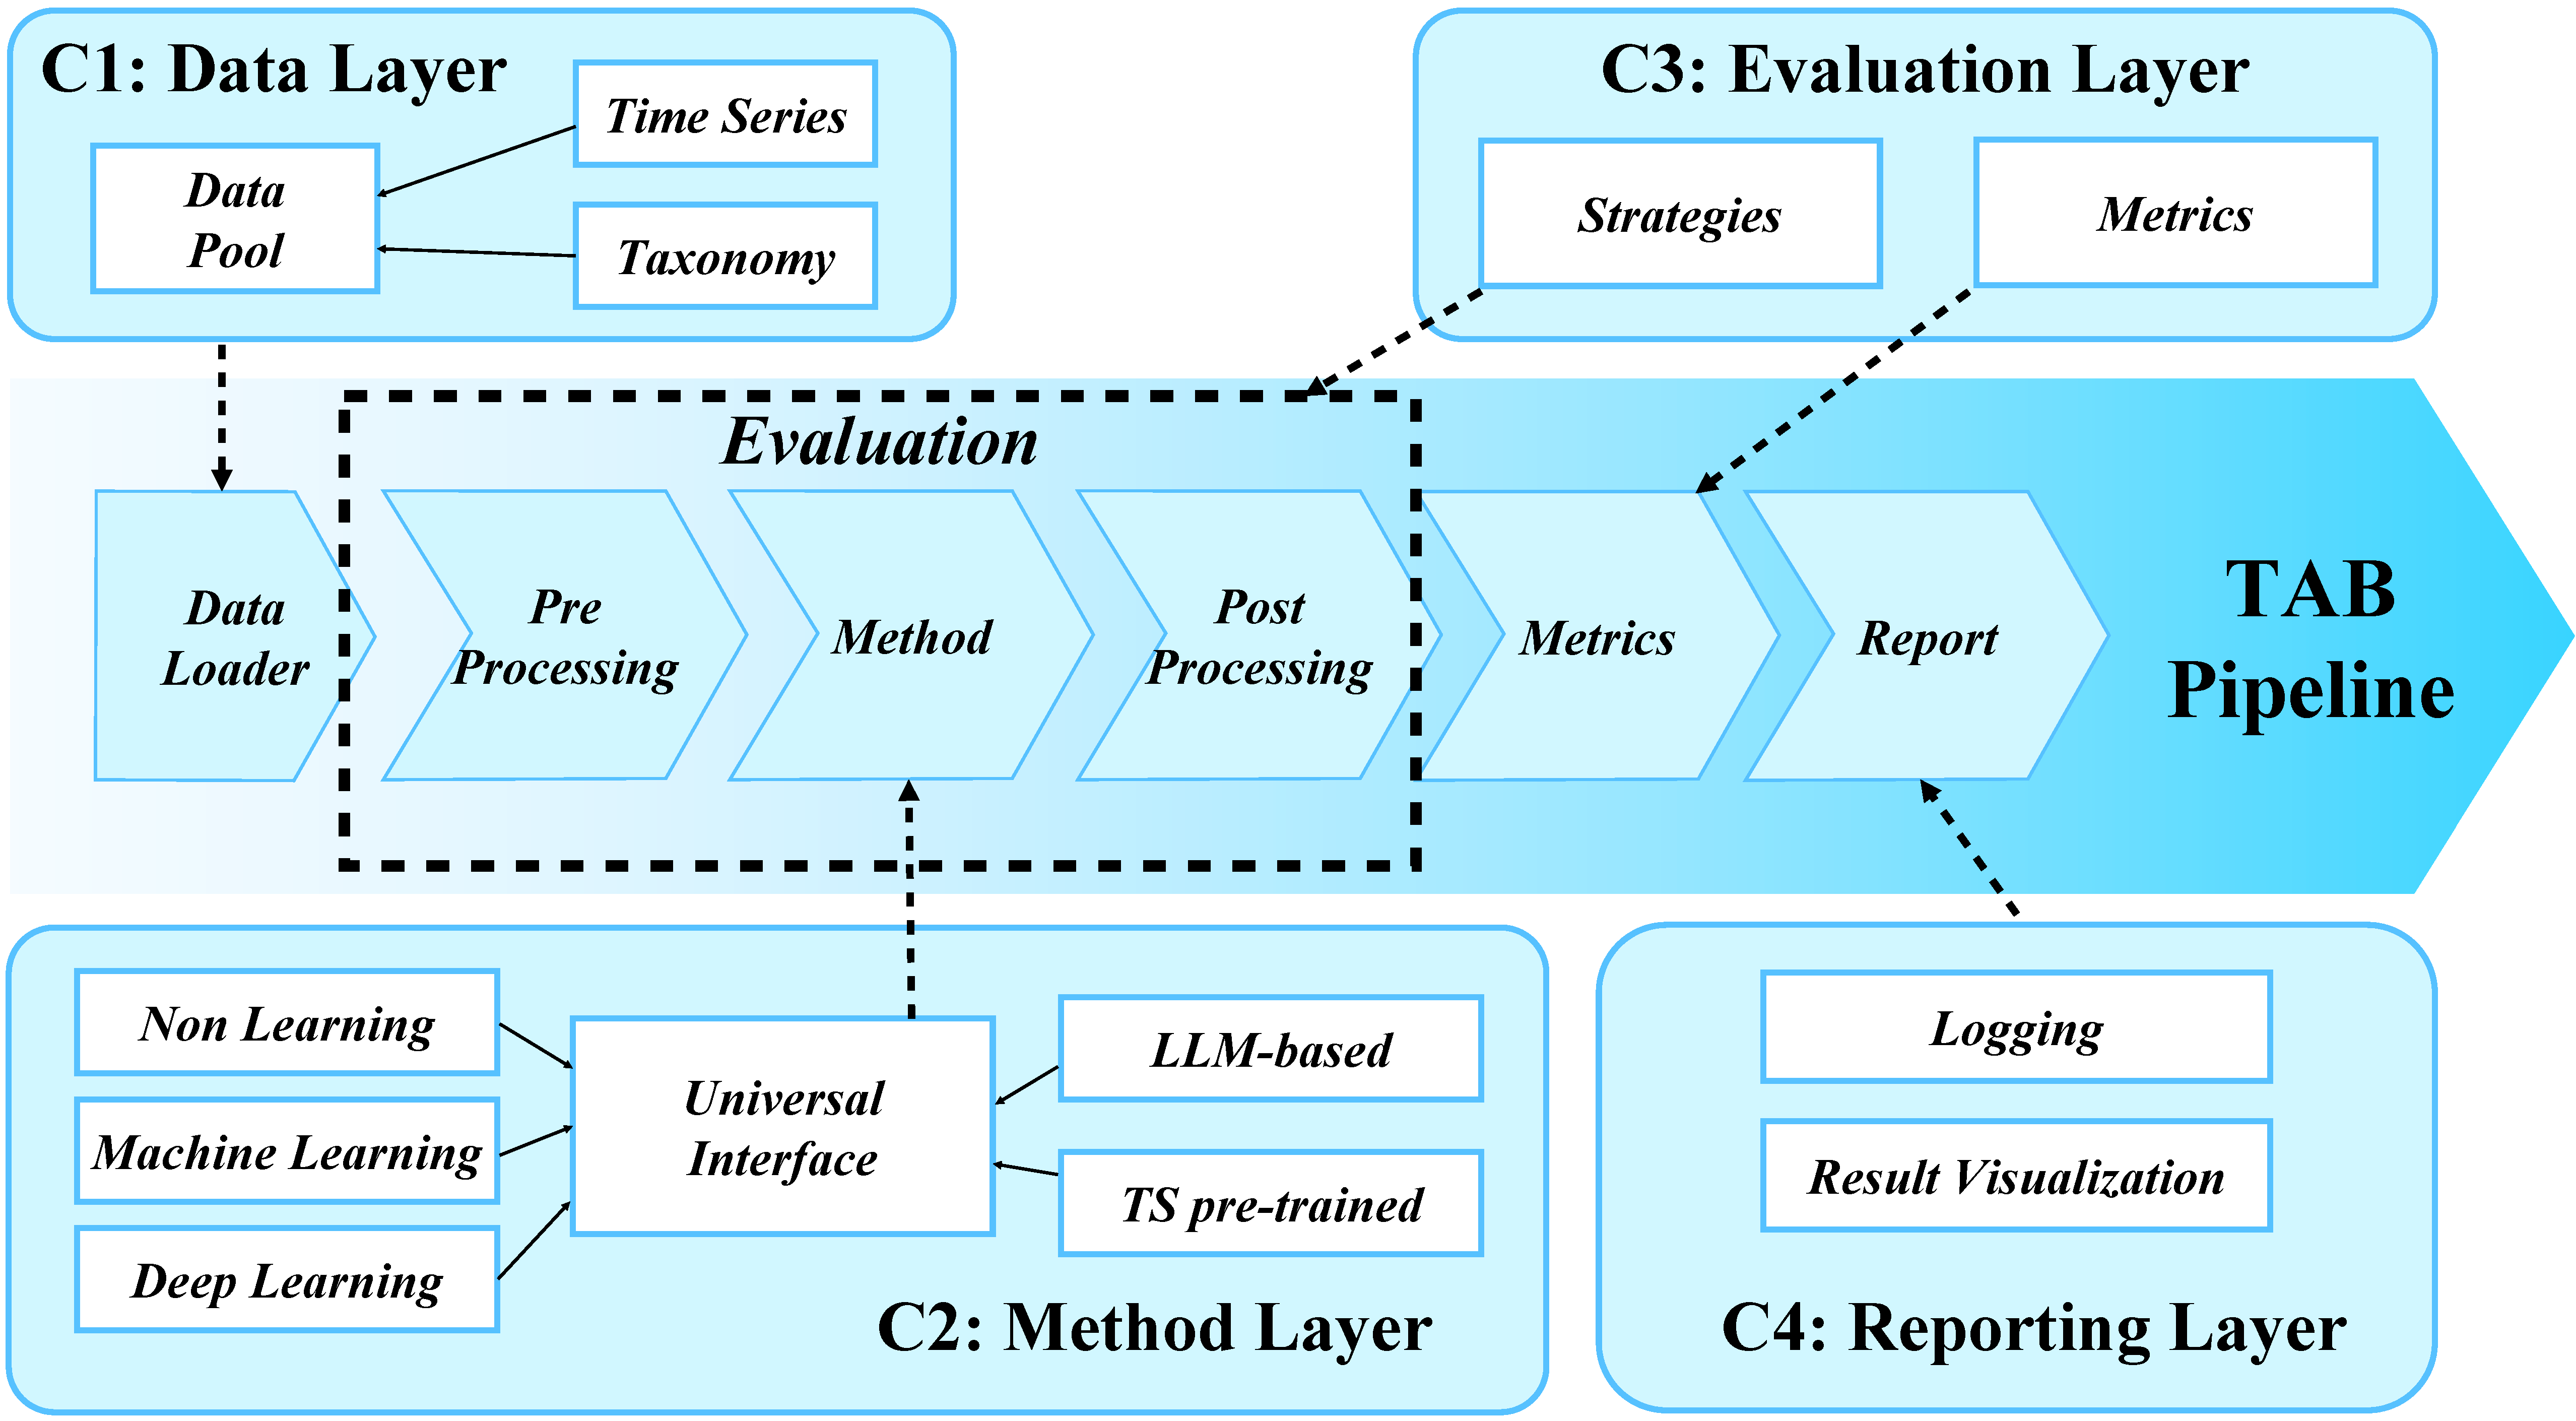 C1: Data Layer
Time Series
Data
Pool
Taxonomy
C3: Evaluation Layer
Strategies
Metrics
Evaluation
Data
Loader
Pre
Processing
Method
Post
Processing
Metrics
Report
TAB
Pipeline
Non Learning
Machine Learning
Deep Learning
Universal
Interface
LLM-based
TS pre-trained
C2: Method Layer
Logging
Result Visualization
C4: Reporting Layer